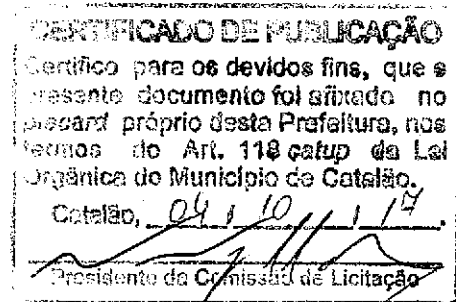 CERTIFICADO DE PUBLICAÇÃO
Certifico para os devidos fins, que e
presente documento foi afixado no
placard próprio desta Prefeitura, nos
termos do Art. 118 catup da Lei
Orgânica do Município de Catalão.
Catalão, 04 / 10 / 17.
Presidente da Comissão de Licitação